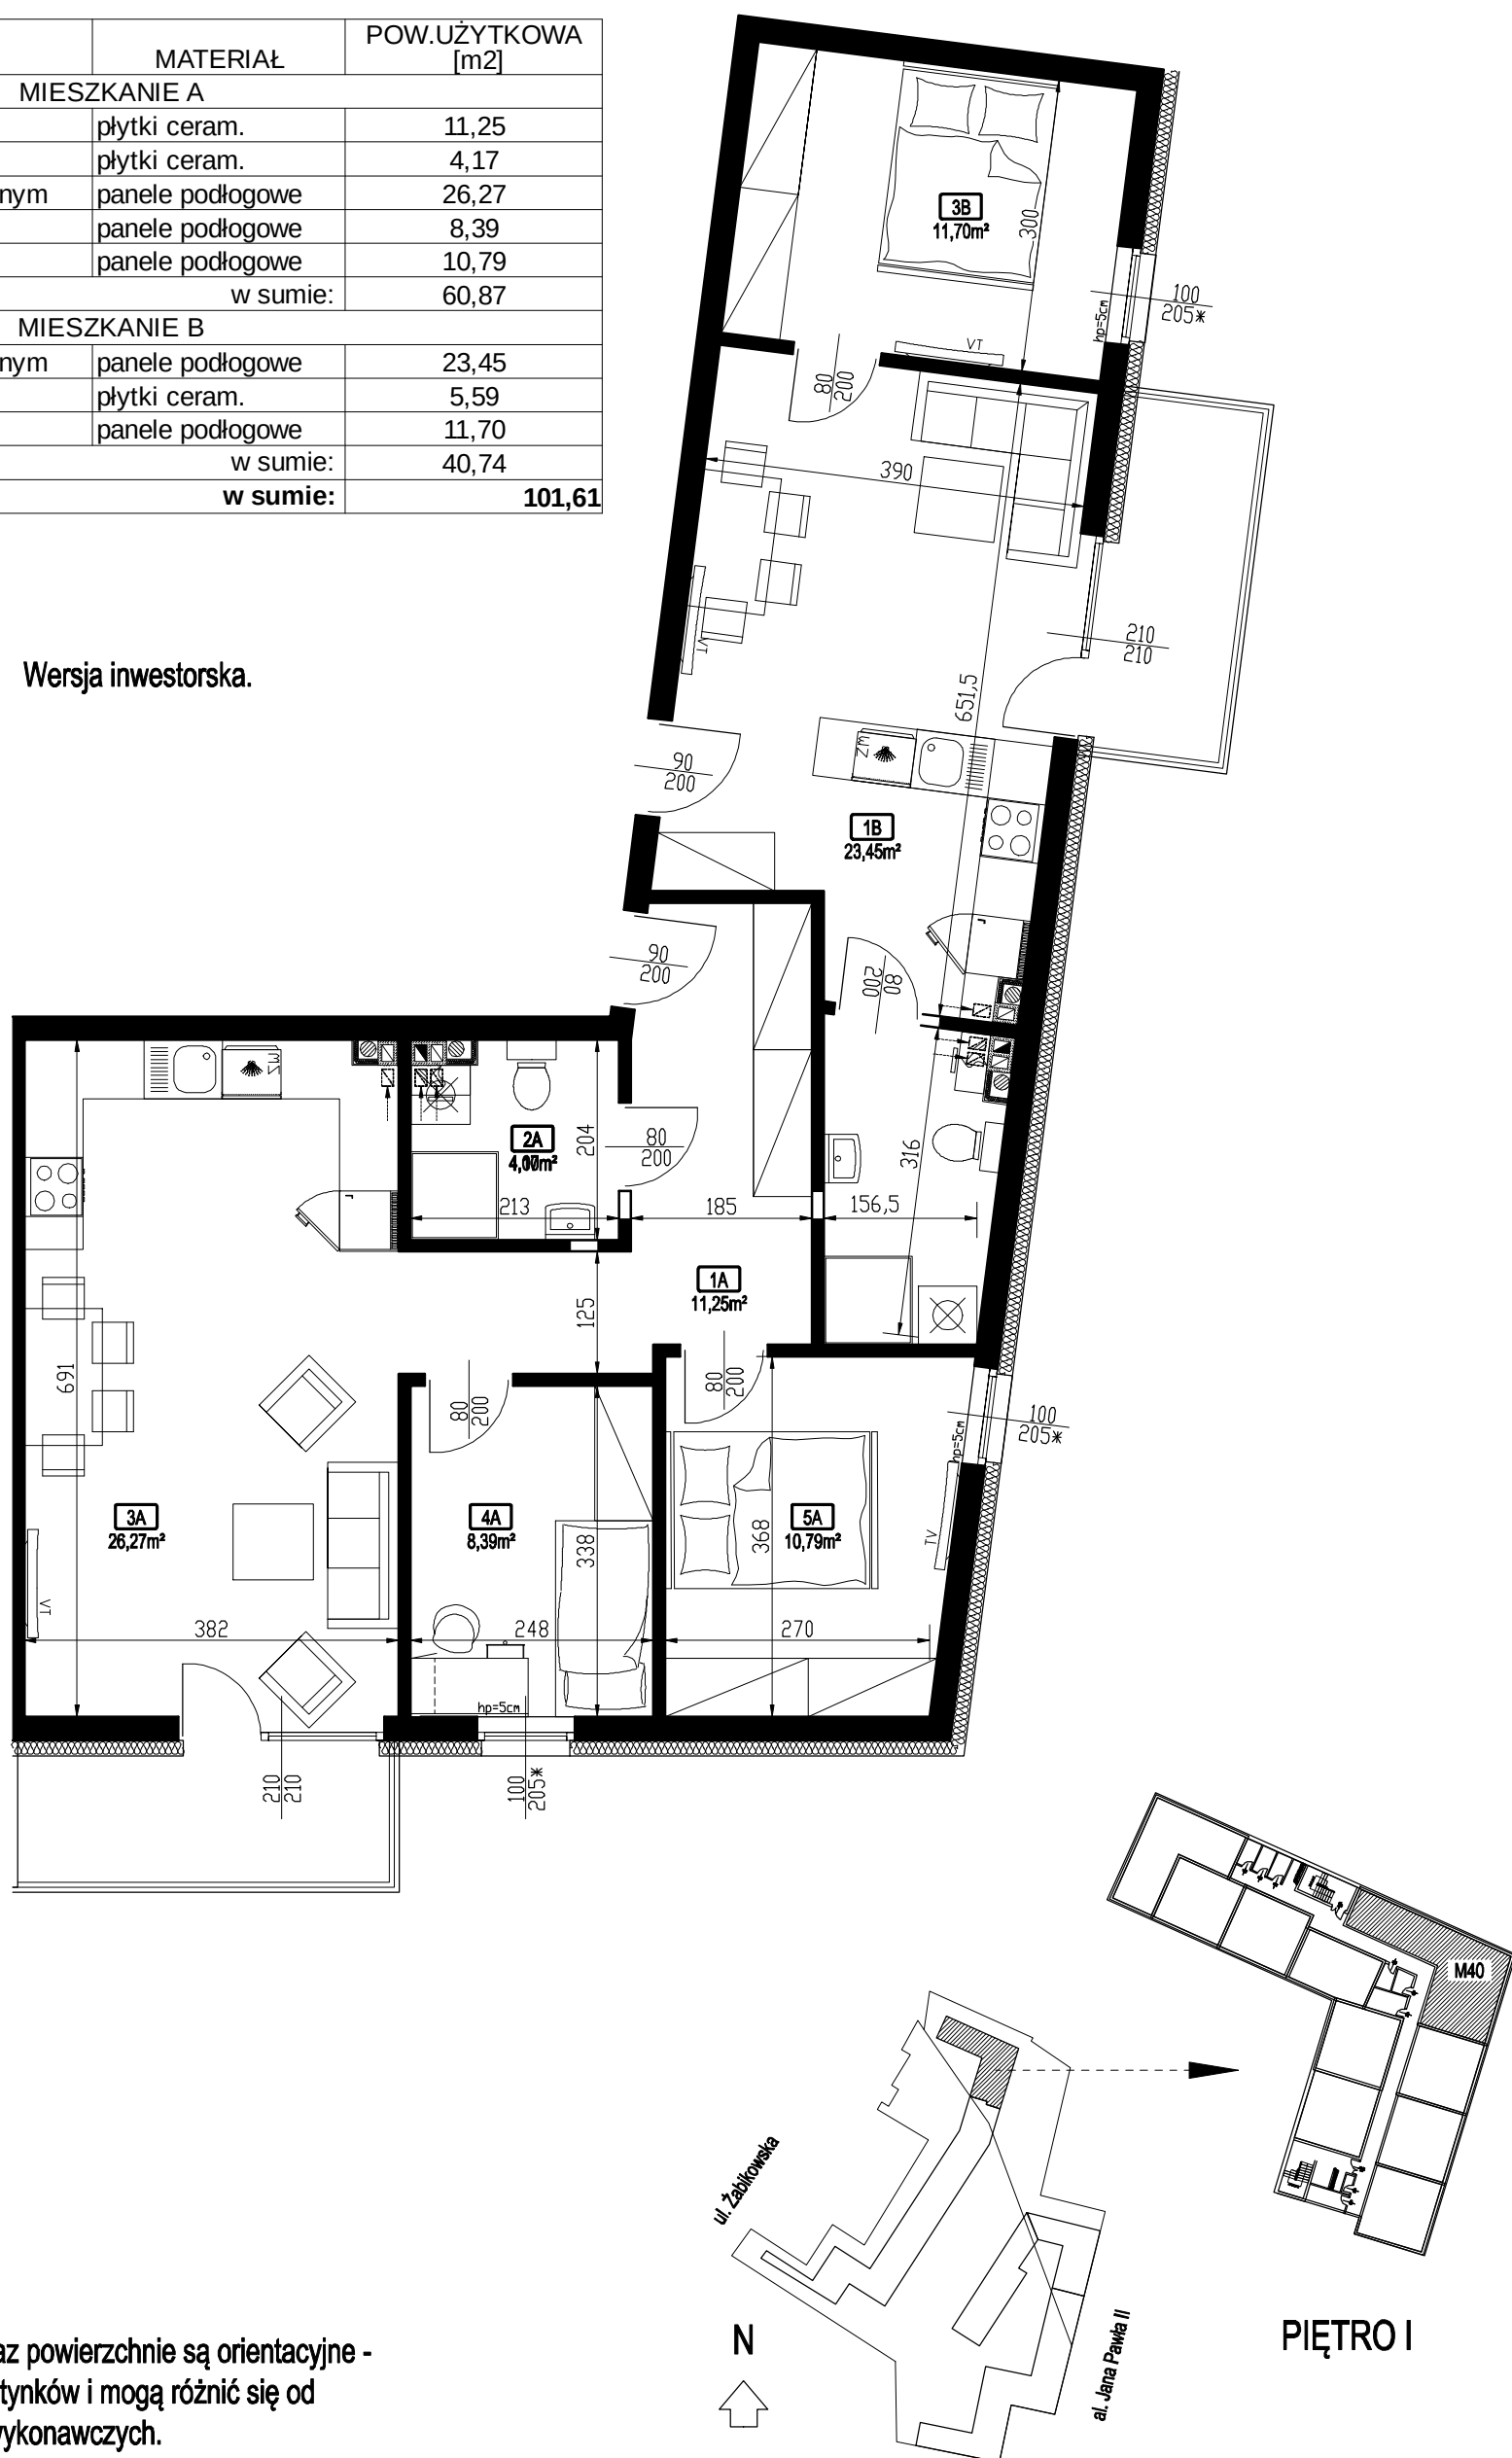 MATERIAŁ
POW.UŻYTKOWA
[m2]
MIESZKANIE A
płytki ceram. 11,25
płytki ceram. 4,17
nym panele podłogowe 26,27
panele podłogowe 8,39
panele podłogowe 10,79
w sumie: 60,87
MIESZKANIE B
nym panele podłogowe 23,45
płytki ceram. 5,59
panele podłogowe 11,70
w sumie: 40,74
w sumie: 101,61
Wersja inwestorska.
3B
11,70m²
300
100
205*
hp=5cm
VT
80
200
390
210
210
651,5
VT
90
200
ZW
1B
23,45m²
90
200
80
200
ZW
2A
204
80
200
213
185
156,5
316
1A
11,25m²
125
691
80
200
80
200
100
205*
hp=5cm
3A
26,27m²
4A
8,39m²
338
368
5A
10,79m²
TV
VT
382
248
270
hp=5cm
210
210
100
205*
M40
ul. Żabikowska
al. Jana Pawła II
N
PIĘTRO I
az powierzchnie są orientacyjne -
tynków i mogą różnić się od
wykonawczych.